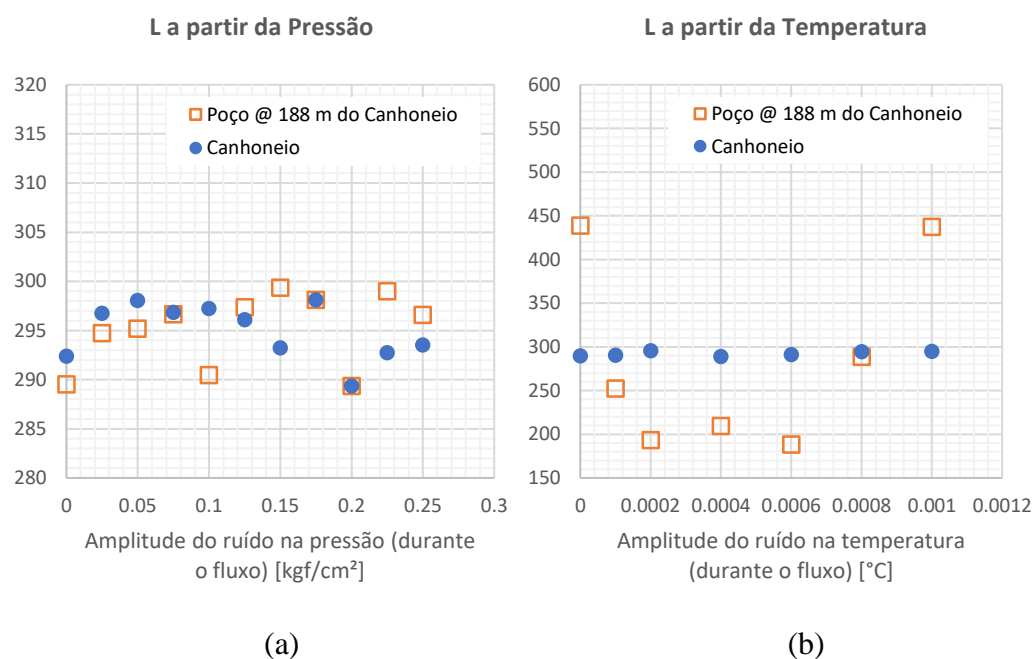 L a partir da Pressão
320
315
310
305
300
295
290
285
280
Poço @ 188 m do Canhoneio
Canhoneio
0 0.05 0.1 0.15 0.2 0.25 0.3
Amplitude do ruído na pressão (durante
o fluxo) [kgf/cm²]
(a)
L a partir da Temperatura
600
550
500
450
400
350
300
250
200
150
Poço @ 188 m do Canhoneio
Canhoneio
0 0.0002 0.0004 0.0006 0.0008 0.001 0.0012
Amplitude do ruído na temperatura
(durante o fluxo) [°C]
(b)